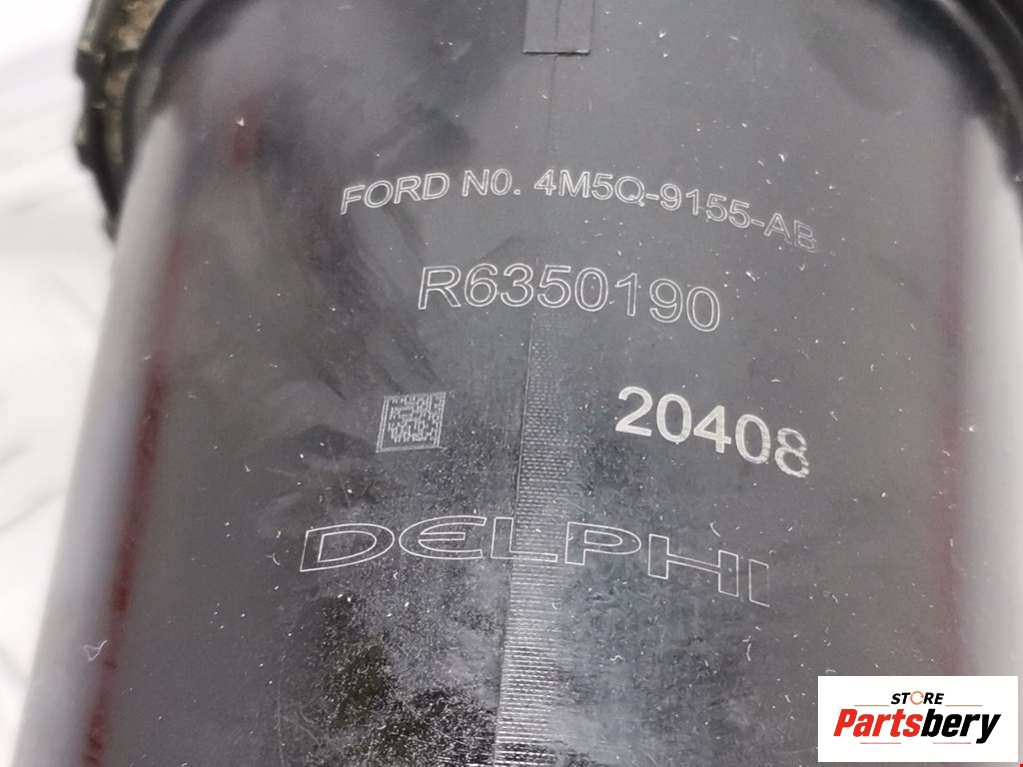 FORD N0. 4M5Q-9155-AB
R6350190
20408
DELPHI
STORE
Partsbery